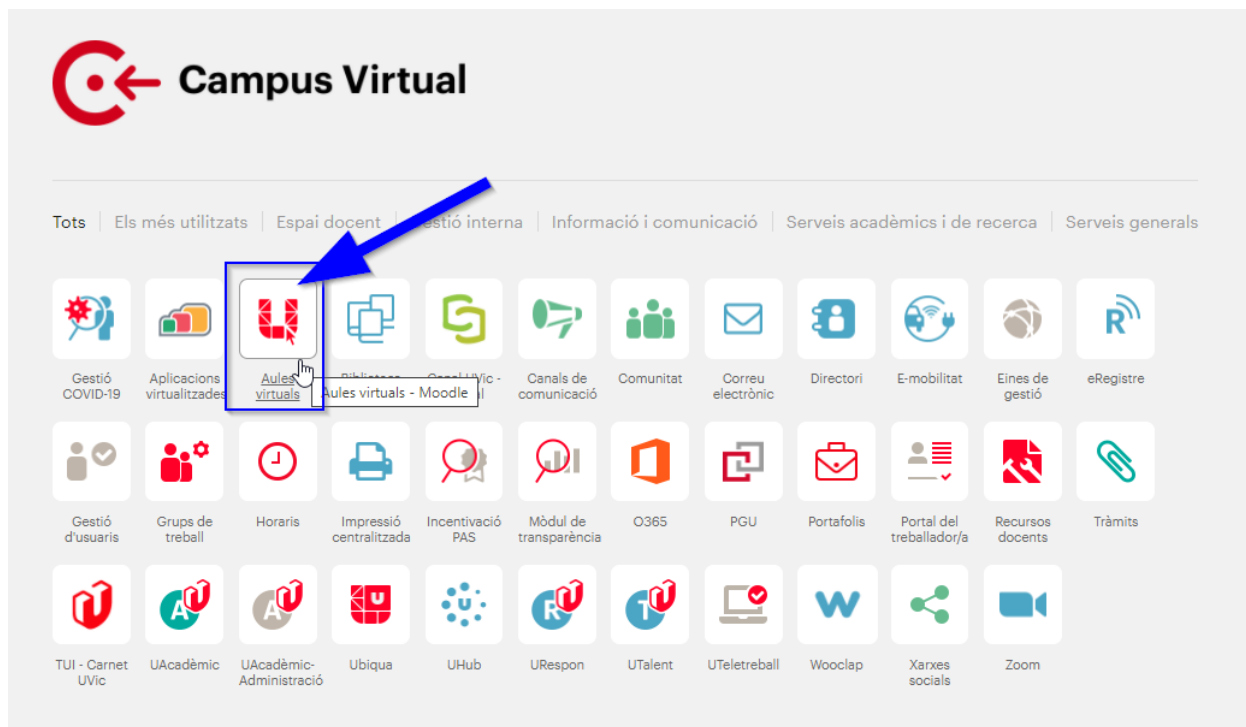 Campus Virtual
Tots Els més utilitzats Espai docent Gestió interna Informació i comunicació Serveis acadèmics i de recerca Serveis generals
Gestió COVID-19
Aplicacions virtualitzades
Aules virtuals
Aules virtuals - Moodle
Canals de comunicació
Comunitat
Correu electrònic
Directori
E-mobilitat
Eines de gestió
eRegistre
Gestió d'usuaris
Grups de treball
Horaris
Impressió centralitzada
Incentivació PAS
Mòdul de transparència
O365
PGU
Portafolis
Portal del treballador/a
Recursos docents
Tràmits
TUI - Carnet UVic
UAcadèmic
UAcadèmic- Administració
Ubiqua
UHub
URespon
UTalent
UTeletreball
Wooclap
Xarxes socials
Zoom